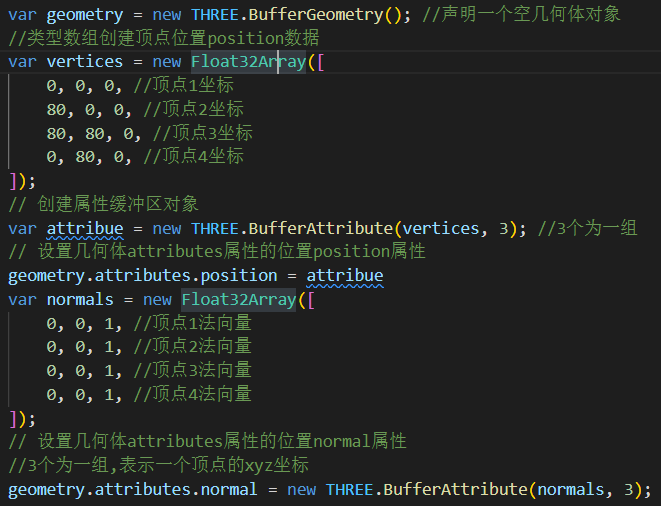 var geometry = new THREE.BufferGeometry(); //声明一个空几何体对象
//类型数组创建顶点位置position数据
var vertices = new Float32Array([
    0, 0, 0, //顶点1坐标
    80, 0, 0, //顶点2坐标
    80, 80, 0, //顶点3坐标
    0, 80, 0, //顶点4坐标
]);
// 创建属性缓冲区对象
var attribue = new THREE.BufferAttribute(vertices, 3); //3个为一组
// 设置几何体attributes属性的位置position属性
geometry.attributes.position = attribue
var normals = new Float32Array([
    0, 0, 1, //顶点1法向量
    0, 0, 1, //顶点2法向量
    0, 0, 1, //顶点3法向量
    0, 0, 1, //顶点4法向量
]);
// 设置几何体attributes属性的位置normal属性
//3个为一组,表示一个顶点的xyz坐标
geometry.attributes.normal = new THREE.BufferAttribute(normals, 3);